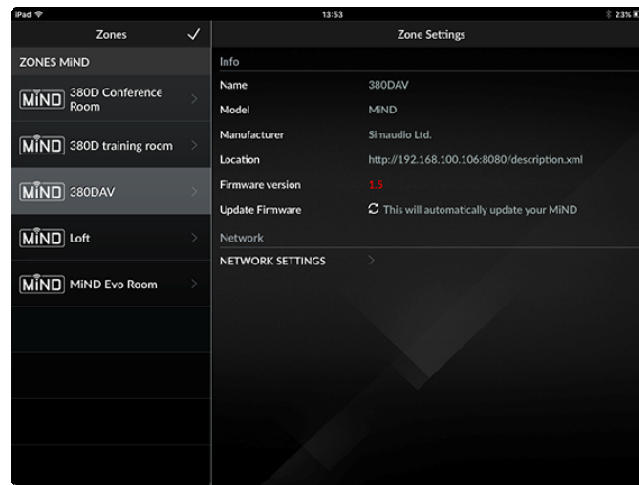 iPad 13:53 23%
Zones ✓ Zone Settings
ZONES MiND
MiND 380D Conference Room
MiND 380D training room
MiND 380DAV
MiND Loft
MiND MiND Evo Room
Info
Name 380DAV
Model MiND
Manufacturer Simaudio Ltd.
Location http://192.168.100.106:8080/description.xml
Firmware version 1.5
Update Firmware This will automatically update your MiND
Network
NETWORK SETTINGS >